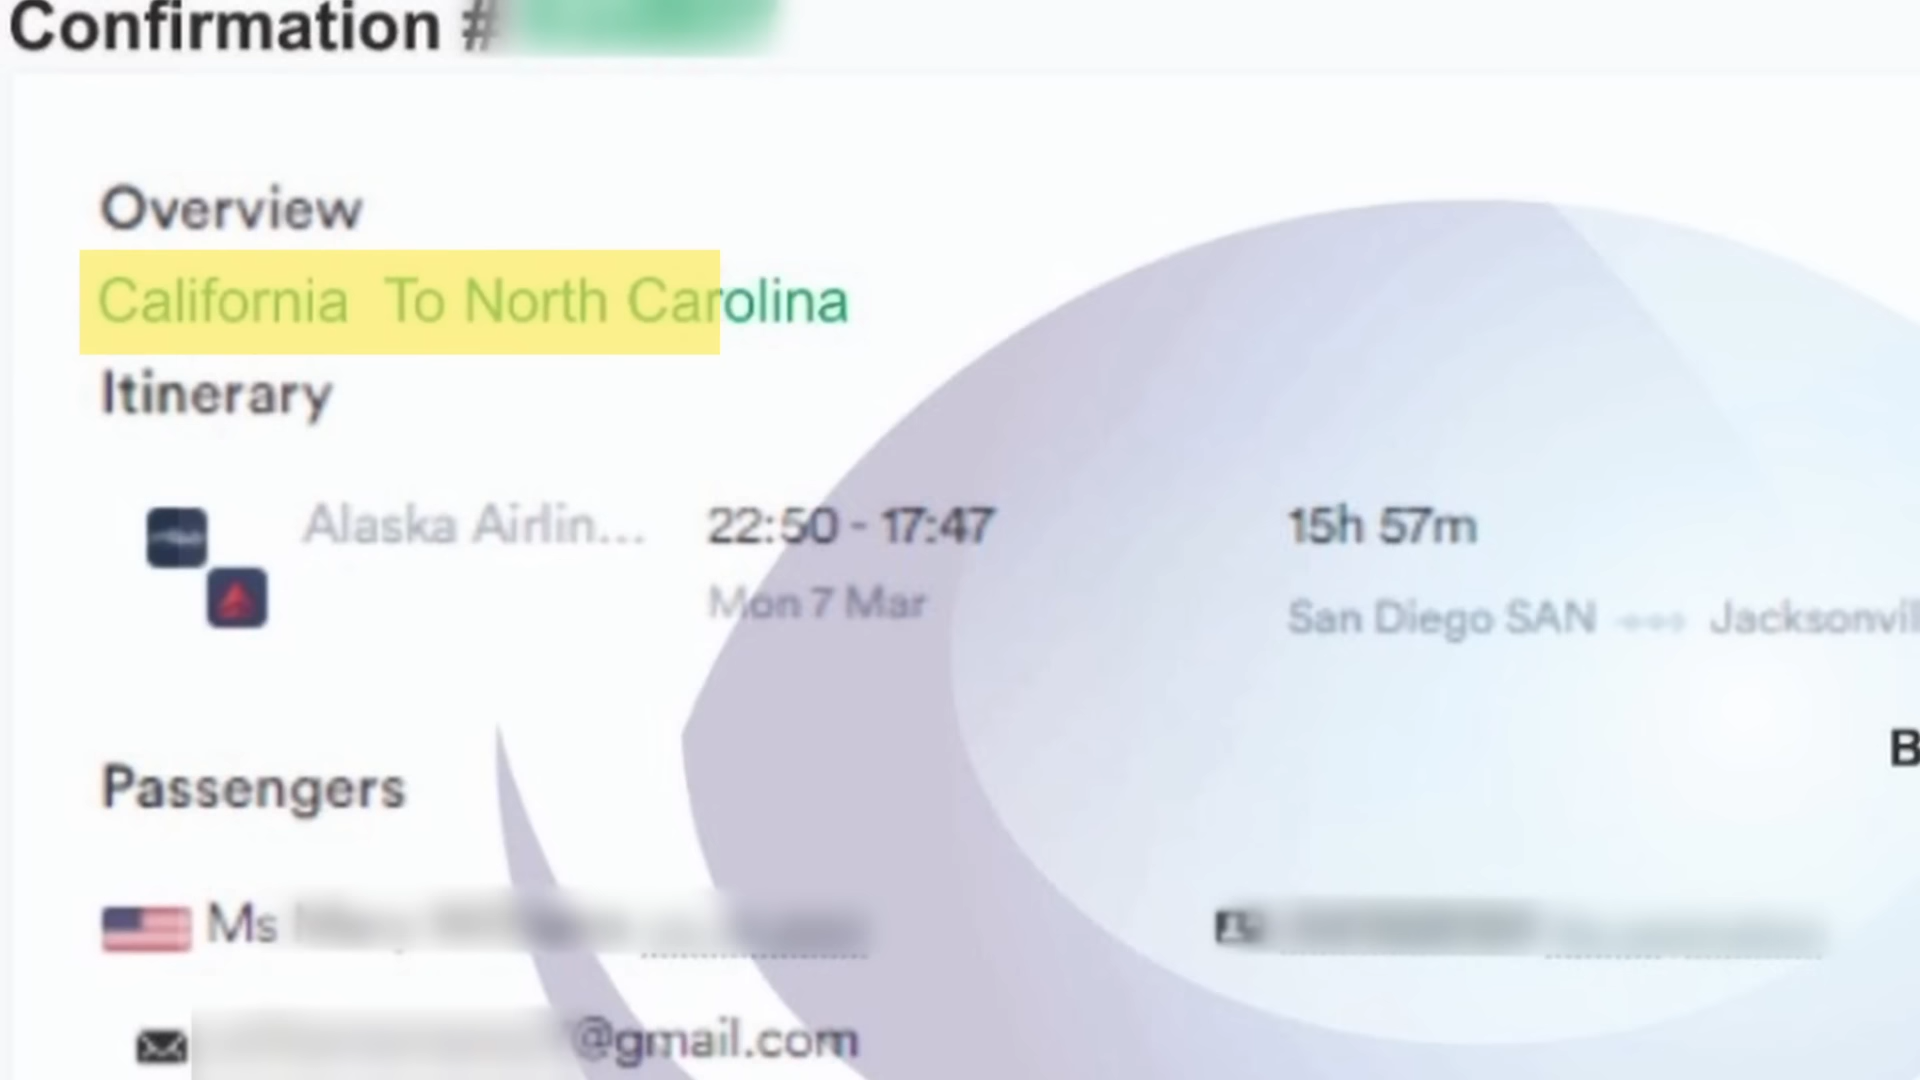 Confirmation #
Overview
California To North Carolina
Itinerary
Alaska Airlin... 22:50 - 17:47 15h 57m
Mon 7 Mar San Diego SAN Jacksonvil
B
Passengers
Ms
@gmail.com